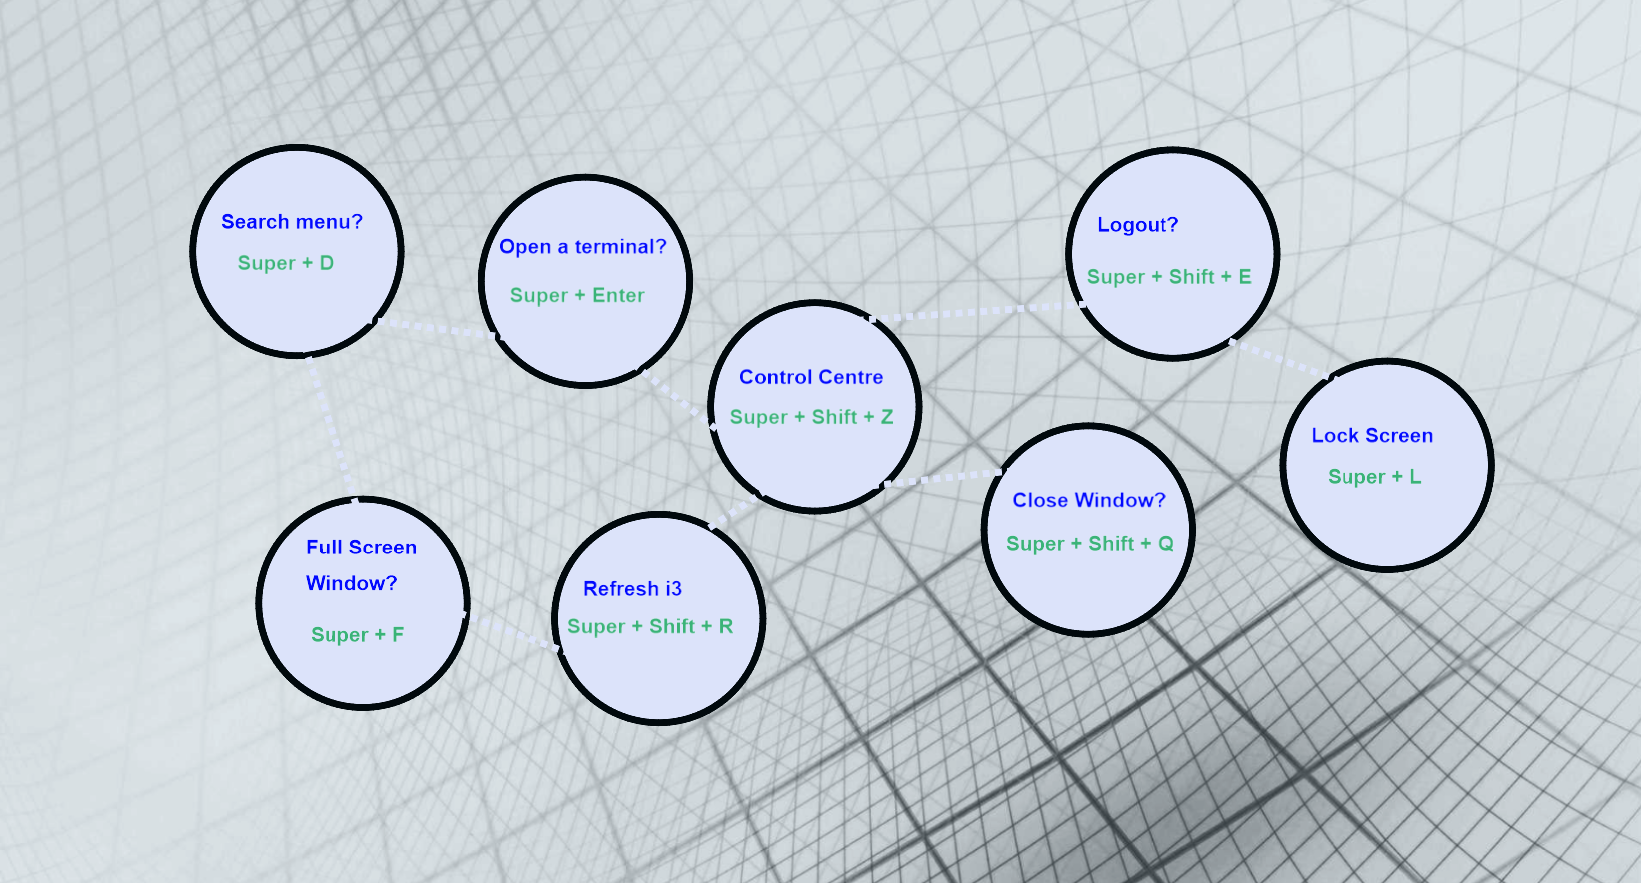 Search menu?
Super + D
Open a terminal?
Super + Enter
Control Centre
Super + Shift + Z
Logout?
Super + Shift + E
Lock Screen
Super + L
Close Window?
Super + Shift + Q
Full Screen
Window?
Super + F
Refresh i3
Super + Shift + R